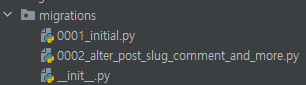 migrations
0001_initial.py
0002_alter_post_slug_comment_and_more.py
__init__.py